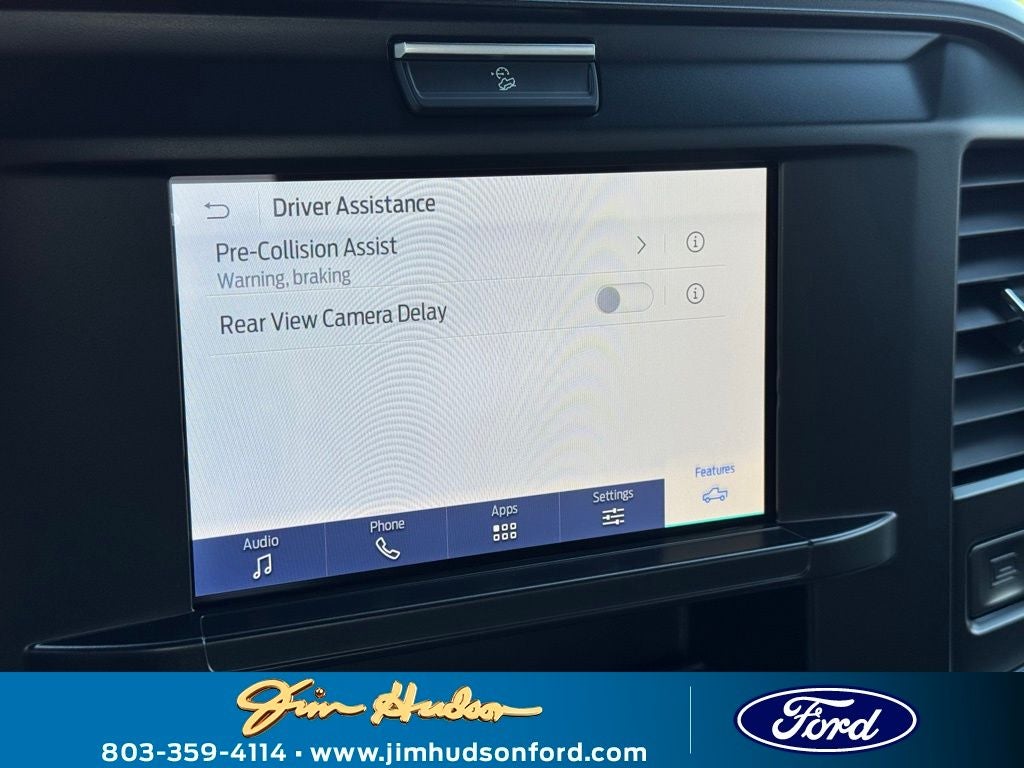 Driver Assistance
Pre-Collision Assist
Warning, braking
Rear View Camera Delay
Features
Settings
Apps
Phone
Audio
Jim Hudson
803-359-4114 • www.jimhudsonford.com
Ford